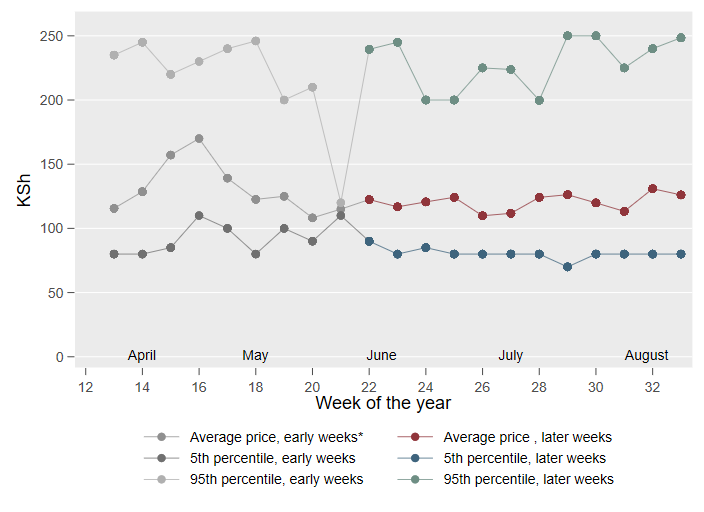 KSh
250
200
150
100
50
0
April May June July August
12 14 16 18 20 22 24 26 28 30 32
Week of the year
Average price, early weeks* Average price , later weeks
5th percentile, early weeks 5th percentile, later weeks
95th percentile, early weeks 95th percentile, later weeks